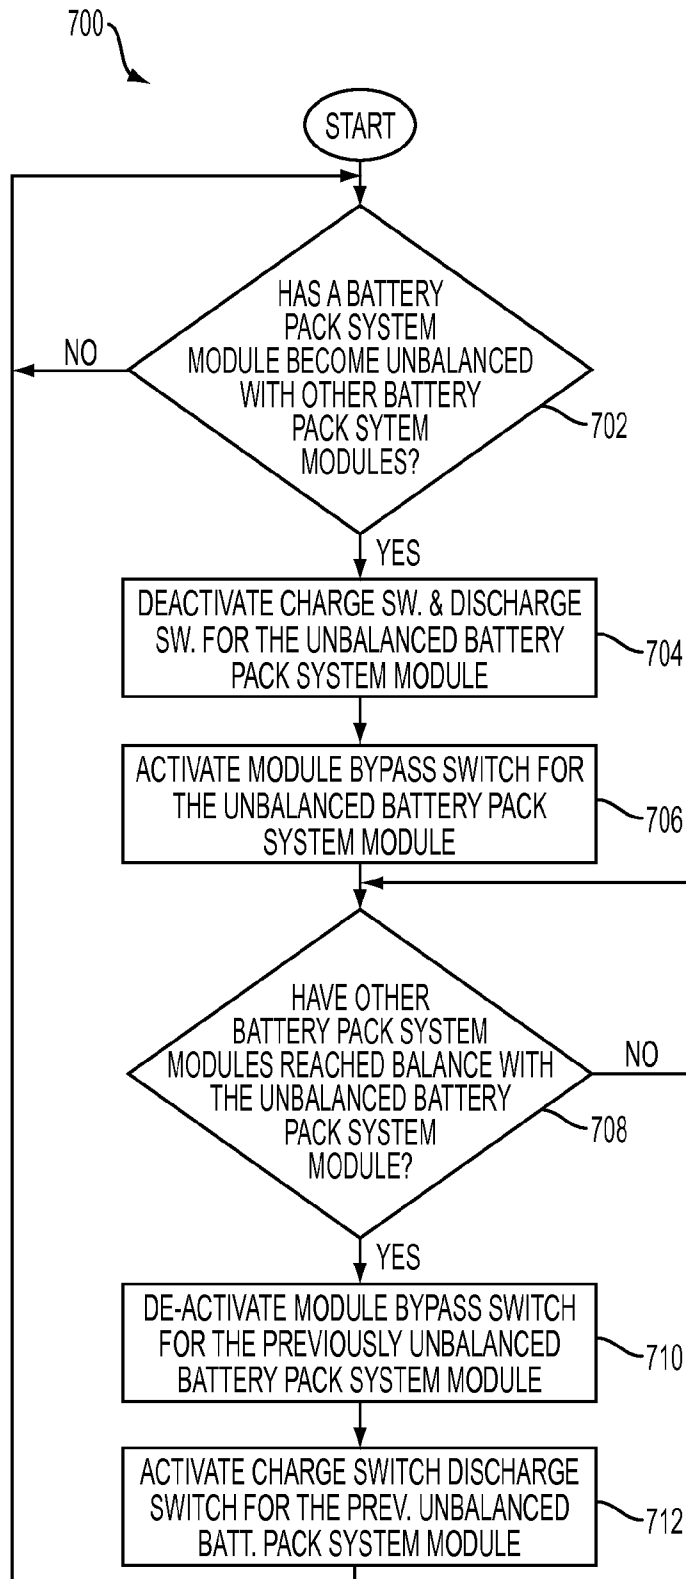 700
START
HAS A BATTERY
PACK SYSTEM
MODULE BECOME UNBALANCED
WITH OTHER BATTERY
PACK SYTEM
MODULES?
NO
702
YES
DEACTIVATE CHARGE SW. & DISCHARGE
SW. FOR THE UNBALANCED BATTERY
PACK SYSTEM MODULE
704
ACTIVATE MODULE BYPASS SWITCH FOR
THE UNBALANCED BATTERY PACK
SYSTEM MODULE
706
HAVE OTHER
BATTERY PACK SYSTEM
MODULES REACHED BALANCE WITH
THE UNBALANCED BATTERY
PACK SYSTEM
MODULE?
NO
708
YES
DE-ACTIVATE MODULE BYPASS SWITCH
FOR THE PREVIOUSLY UNBALANCED
BATTERY PACK SYSTEM MODULE
710
ACTIVATE CHARGE SWITCH DISCHARGE
SWITCH FOR THE PREV. UNBALANCED
BATT. PACK SYSTEM MODULE
712